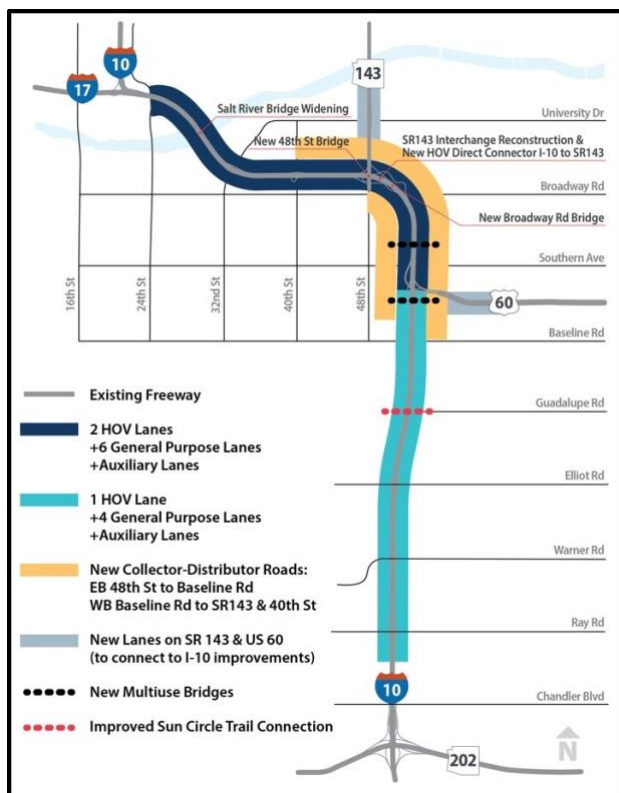 10
17
143
Salt River Bridge Widening
University Dr
New 48th St Bridge
SR143 Interchange Reconstruction &
New HOV Direct Connector I-10 to SR143
Broadway Rd
New Broadway Rd Bridge
Southern Ave
16th St
24th St
32nd St
40th St
48th St
60
Baseline Rd
Existing Freeway
Guadalupe Rd
2 HOV Lanes
+6 General Purpose Lanes
+Auxiliary Lanes
Elliot Rd
1 HOV Lane
+4 General Purpose Lanes
+Auxiliary Lanes
Warner Rd
New Collector-Distributor Roads:
EB 48th St to Baseline Rd
WB Baseline Rd to SR143 & 40th St
Ray Rd
New Lanes on SR 143 & US 60
(to connect to I-10 improvements)
10
New Multiuse Bridges
Chandler Blvd
Improved Sun Circle Trail Connection
N
202